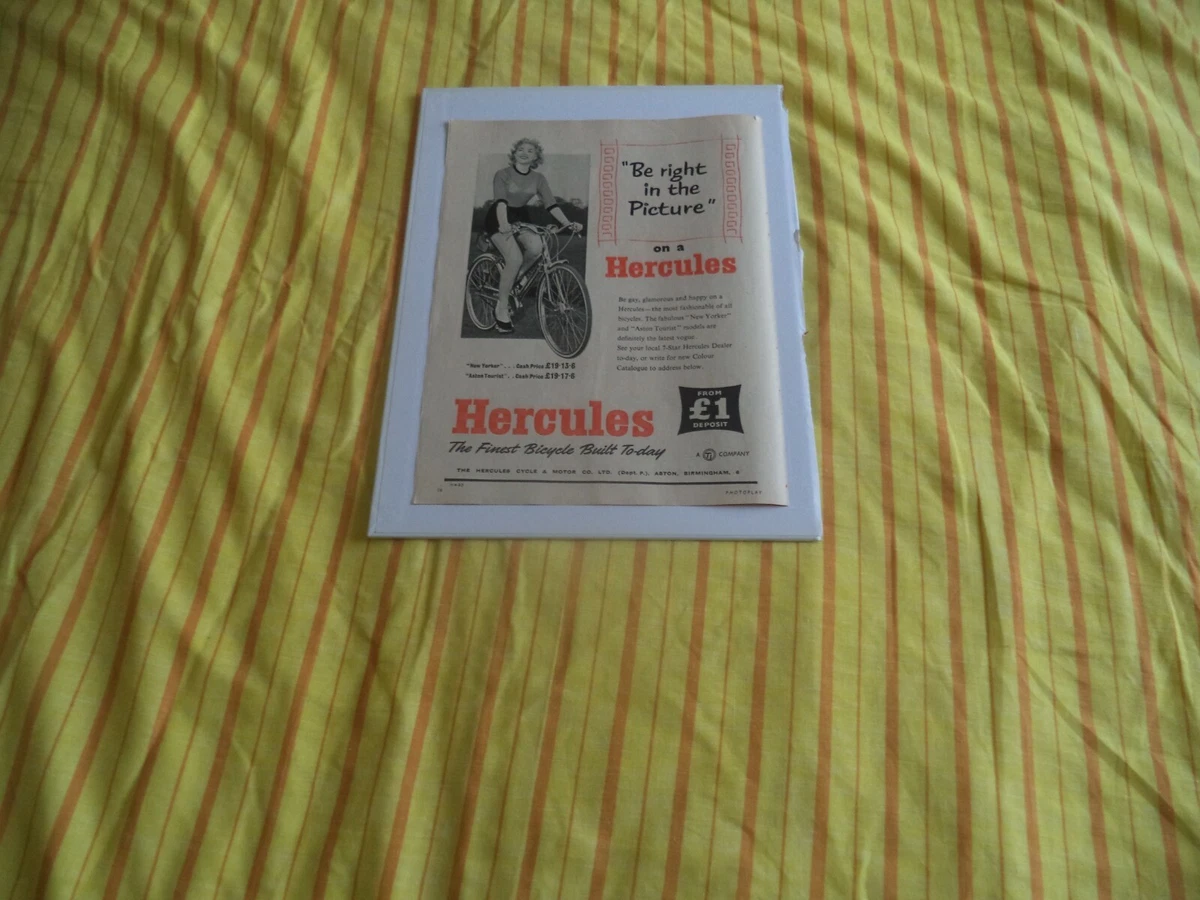 "Be right
in the
Picture"
on a
Hercules
Be gay, glamorous and happy on a
Hercules—the most fashionable of all
bicycles. The fabulous "New Yorker"
and "Aston Tourist" models are
definitely the latest vogue.
See your local 5-Star Hercules Dealer
to-day, or write for new Colour
Catalogue to address below.
"New Yorker" . . . Cash Price £19·13·6
"Aston Tourist" . . Cash Price £19·17·6
FROM
£1
DEPOSIT
Hercules
The Finest Bicycle Built To-day
A TI COMPANY
THE HERCULES CYCLE & MOTOR CO. LTD. (Dept. P.), ASTON, BIRMINGHAM, 6
PHOTOPLAY